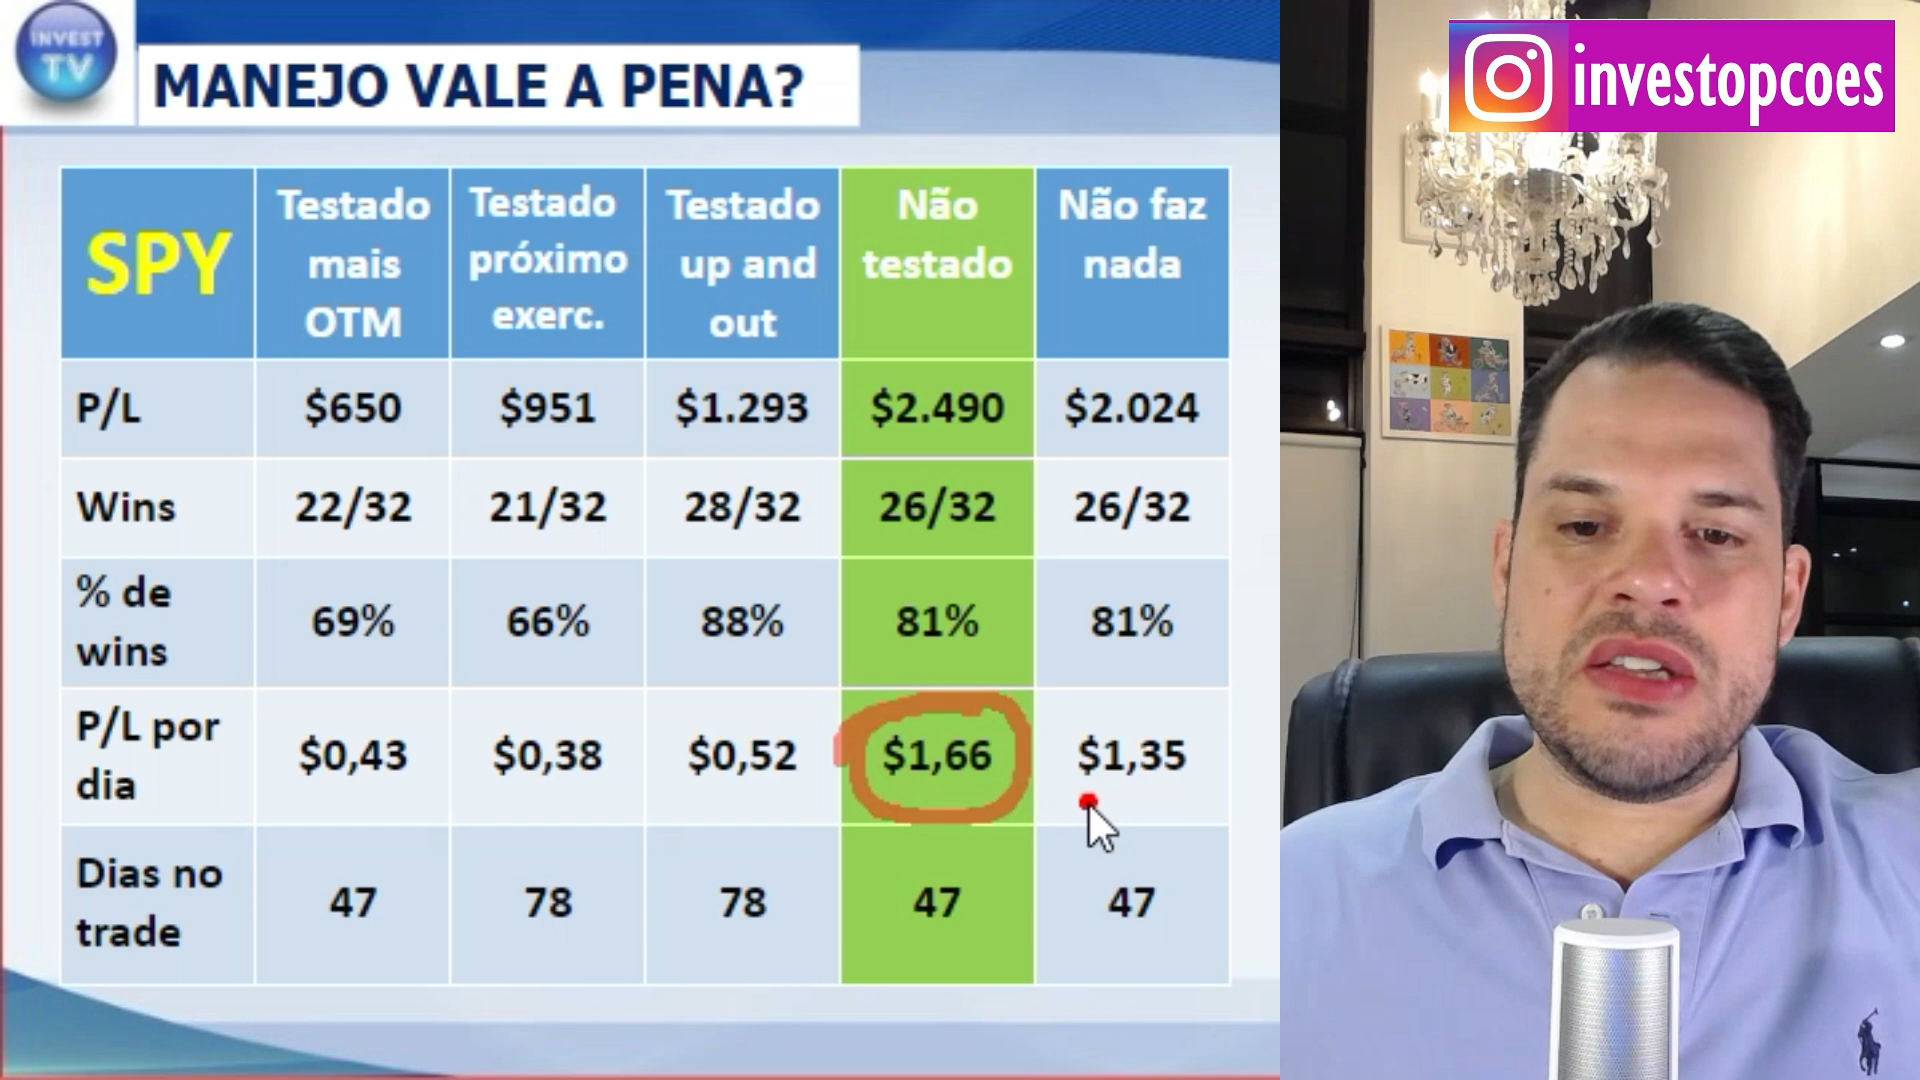 INVEST
TV
MANEJO VALE A PENA?
investopcoes
SPY
Testado mais OTM
Testado próximo exerc.
Testado up and out
Não testado
Não faz nada
P/L $650 $951 $1.293 $2.490 $2.024
Wins 22/32 21/32 28/32 26/32 26/32
% de wins 69% 66% 88% 81% 81%
P/L por dia $0,43 $0,38 $0,52 $1,66 $1,35
Dias no trade 47 78 78 47 47